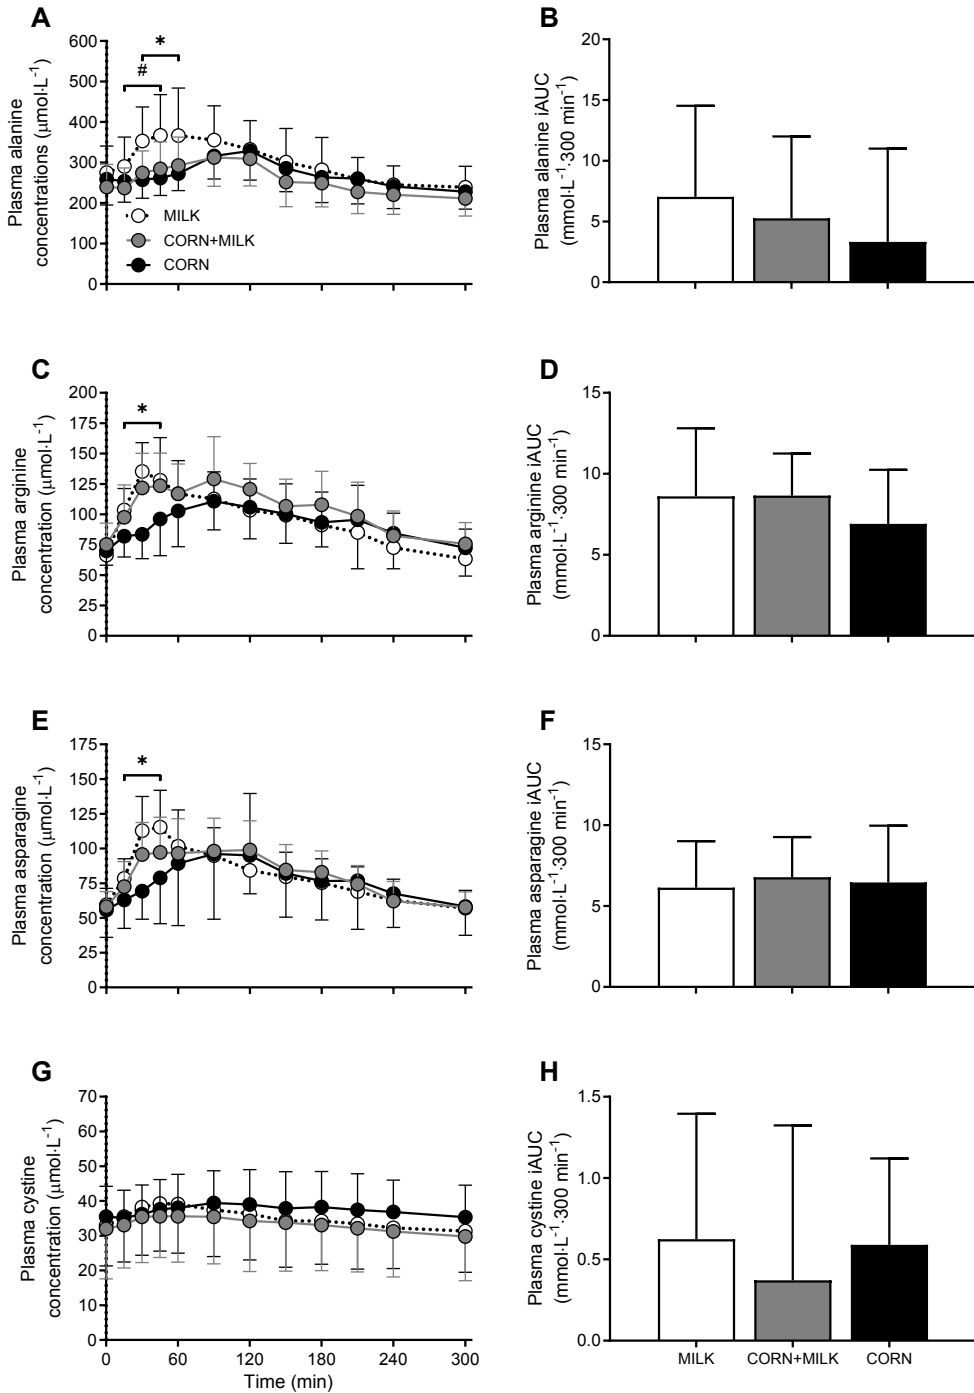 A
Plasma alanine
concentrations (μmol·L⁻¹)
600
500
400
300
200
100
0
*
#
MILK
CORN+MILK
CORN
B
Plasma alanine iAUC
(mmol·L⁻¹·300 min⁻¹)
20
15
10
5
0
C
Plasma arginine
concentration (μmol·L⁻¹)
200
175
150
125
100
75
50
25
0
*
D
Plasma arginine iAUC
(mmol·L⁻¹·300 min⁻¹)
15
10
5
0
E
Plasma asparagine
concentration (μmol·L⁻¹)
175
150
125
100
75
50
25
0
*
F
Plasma asparagine iAUC
(mmol·L⁻¹·300 min⁻¹)
15
10
5
0
G
Plasma cystine
concentration (μmol·L⁻¹)
70
60
50
40
30
20
10
0
0 60 120 180 240 300
Time (min)
H
Plasma cystine iAUC
(mmol·L⁻¹·300 min⁻¹)
1.5
1.0
0.5
0.0
MILK CORN+MILK CORN